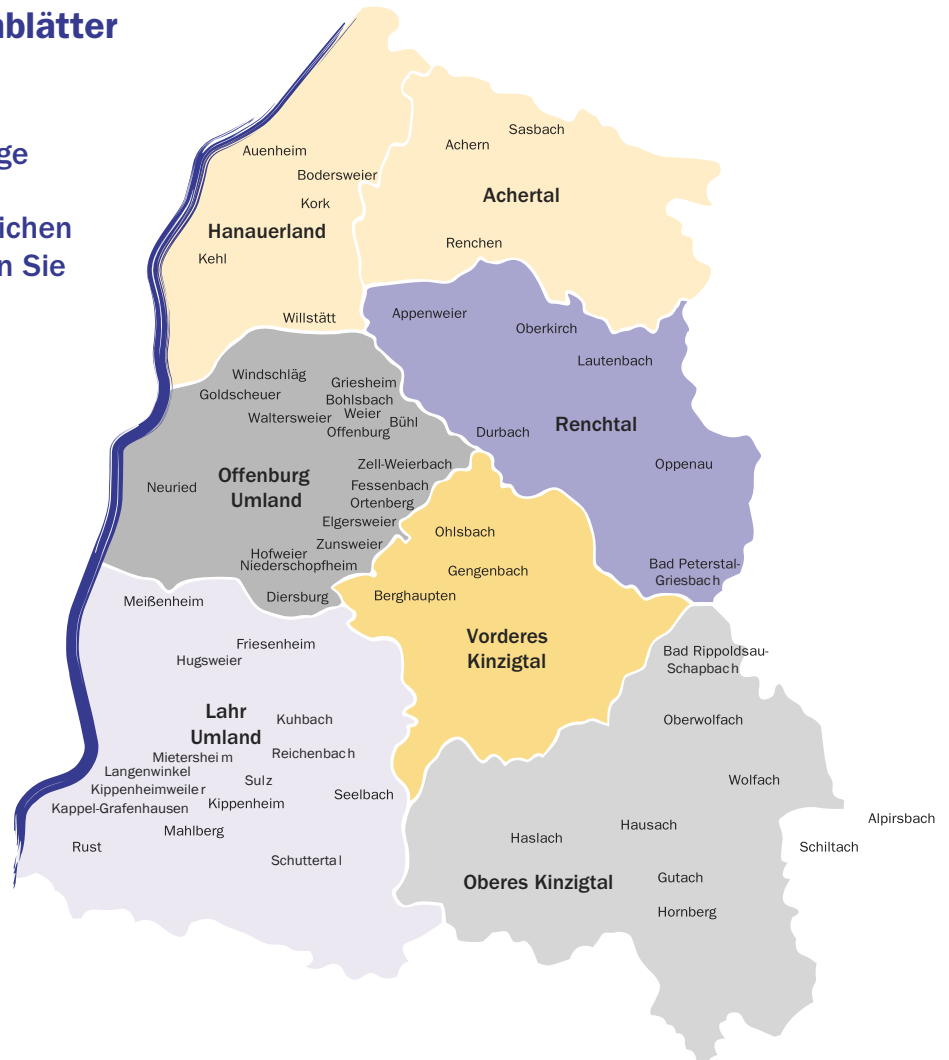 blätter
ge
ichen
n Sie
Sasbach
Achern
Auenheim
Bodersweier
Achertal
Kork
Hanauerland
Renchen
Kehl
Willstätt
Appenweier
Oberkirch
Lautenbach
Windschläg
Griesheim
Goldscheuer
Bohlsbach
Weier
Waltersweier
Bühl
Offenburg
Durbach
Renchtal
Zell-Weierbach
Oppenau
Offenburg
Umland
Neuried
Fessenbach
Ortenberg
Elgersweier
Ohlsbach
Zunsweier
Hofweier
Niederschopfheim
Gengenbach
Bad Peterstal-
Griesbach
Diersburg
Berghaupten
Meißenheim
Vorderes
Kinzigtal
Friesenheim
Hugsweier
Bad Rippoldsau-
Schapbach
Lahr
Umland
Kuhbach
Oberwolfach
Mietersheim
Reichenbach
Langenwinkel
Sulz
Wolfach
Kippenheimweiler
Seelbach
Kappel-Grafenhausen
Kippenheim
Alpirsbach
Mahlberg
Hausach
Haslach
Rust
Schiltach
Schuttertal
Gutach
Oberes Kinzigtal
Hornberg